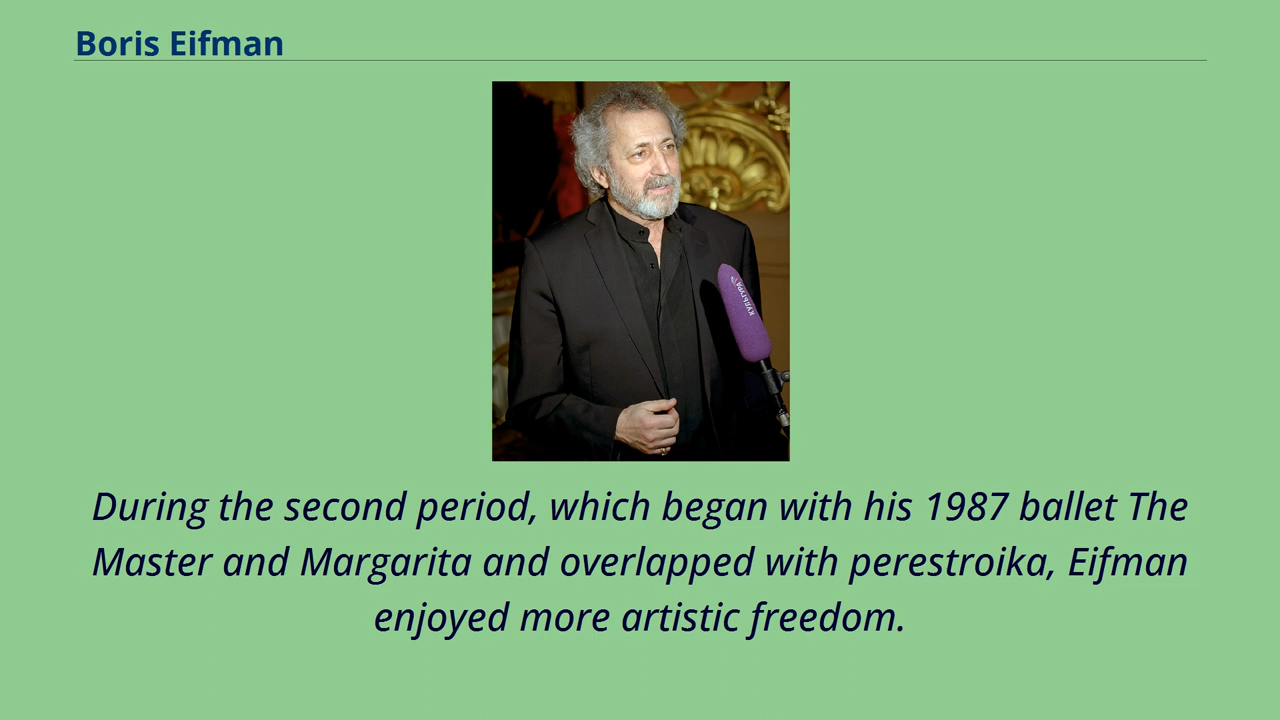 Boris Eifman
КУЛЬТУРА
During the second period, which began with his 1987 ballet The
Master and Margarita and overlapped with perestroika, Eifman
enjoyed more artistic freedom.